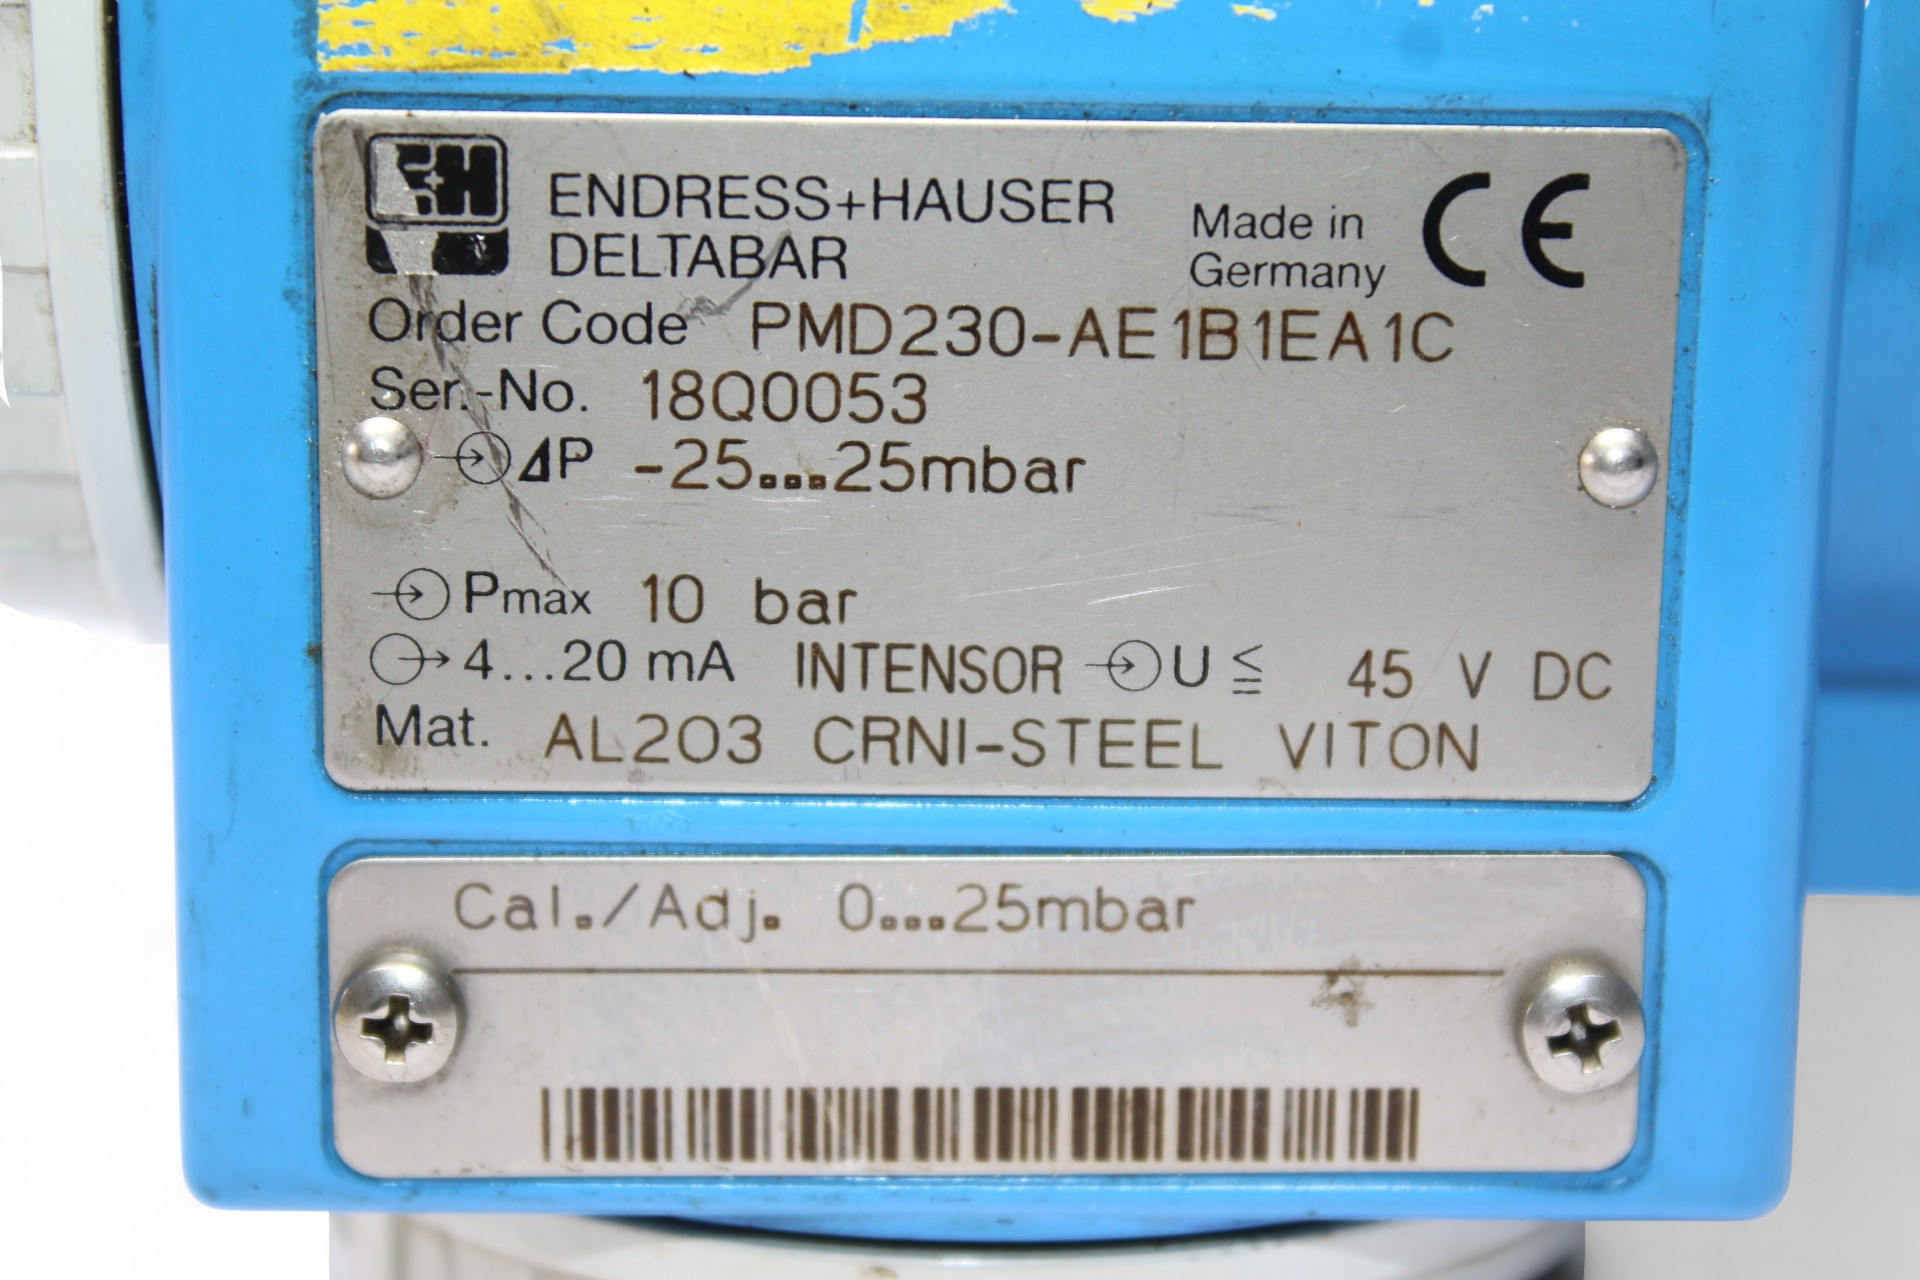 E+H
ENDRESS+HAUSER
DELTABAR
Made in
Germany
CE
Order Code PMD230-AE1B1EA1C
Ser.-No. 18Q0053
ΔP -25...25mbar
Pmax 10 bar
4...20 mA INTENSOR U ≦ 45 V DC
Mat. AL2O3 CRNI-STEEL VITON
Cal./Adj. 0...25mbar